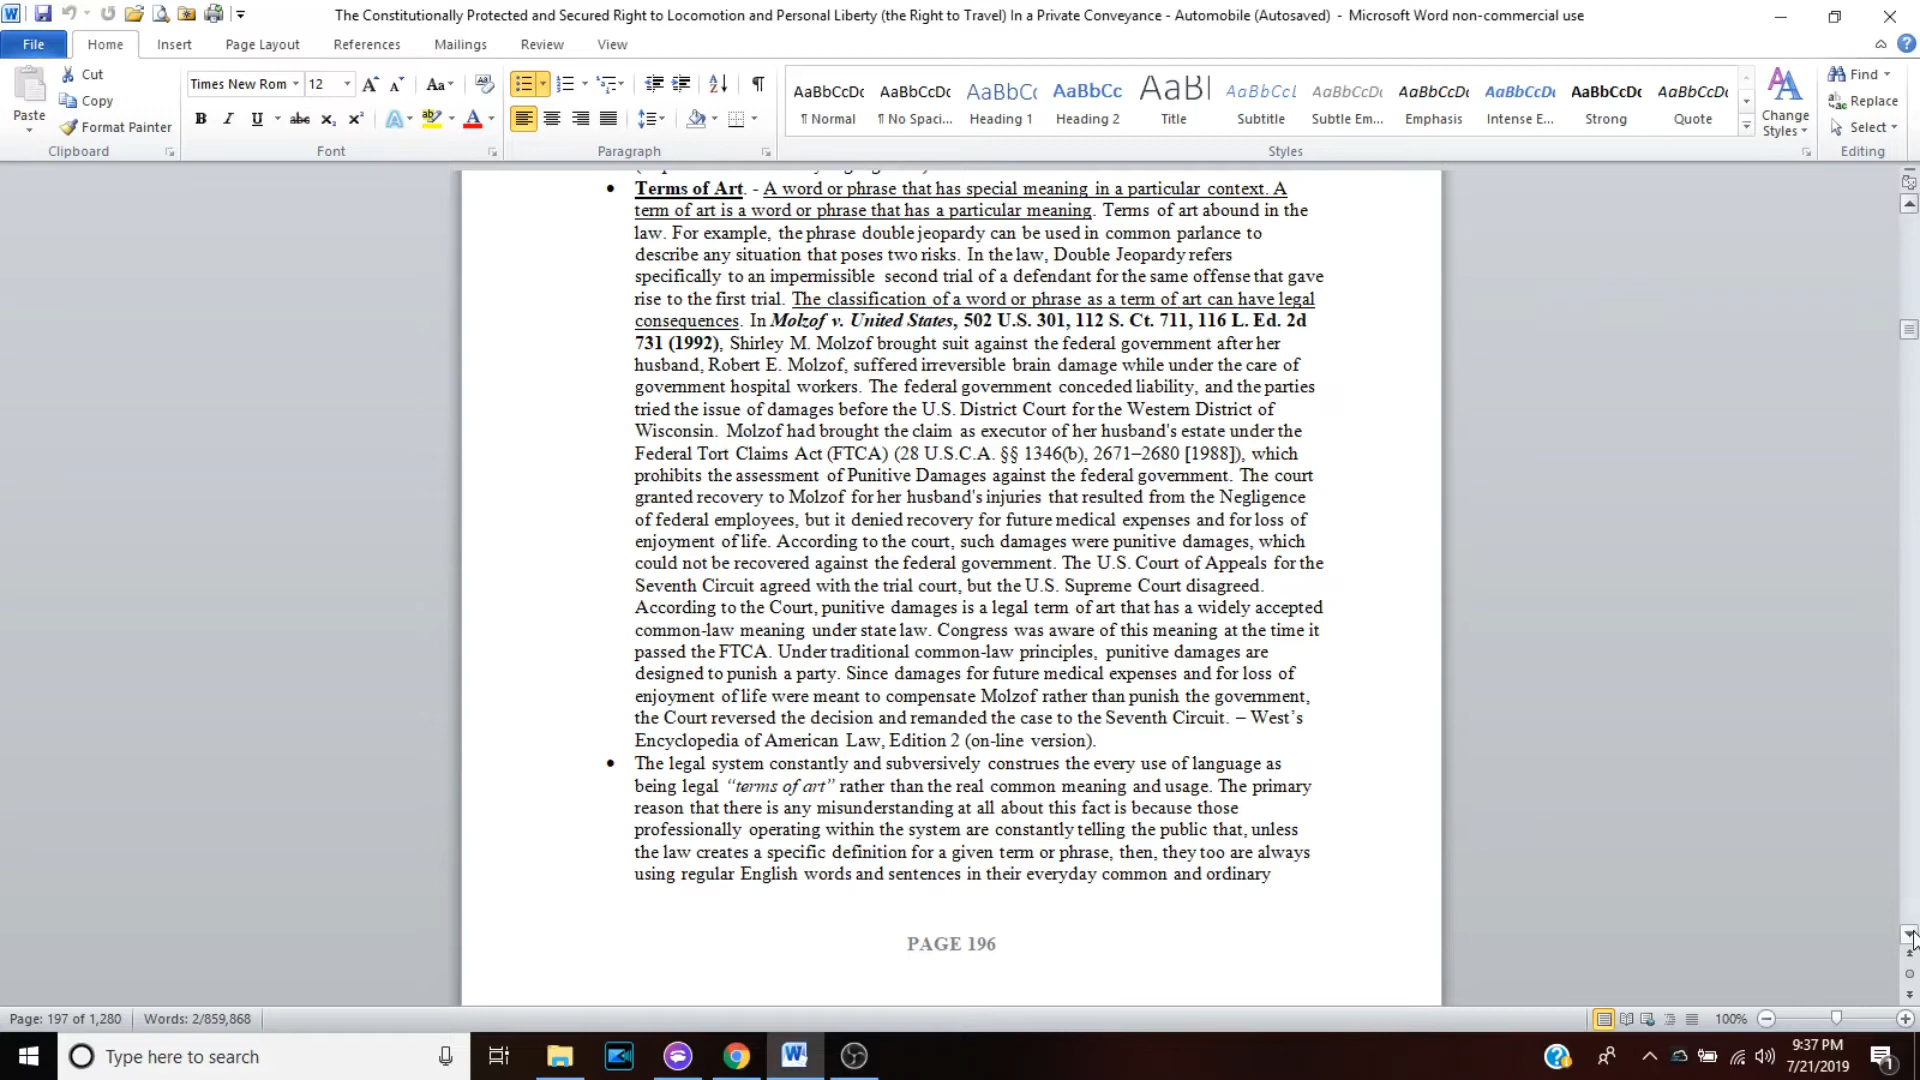 The Constitutionally Protected and Secured Right to Locomotion and Personal Liberty (the Right to Travel) In a Private Conveyance - Automobile (Autosaved) - Microsoft Word non-commercial use
File Home Insert Page Layout References Mailings Review View
Paste
Cut
Copy
Format Painter
Clipboard
Times New Rom 12
Font
Paragraph
AaBbCcDc AaBbCcDc AaBbCc AaBbCc AaBl AaBbCcL AaBbCcDc AaBbCcDc AaBbCcDc AaBbCcDc AaBbCcDc
¶ Normal ¶ No Spaci... Heading 1 Heading 2 Title Subtitle Subtle Em... Emphasis Intense E... Strong Quote
Styles
Change Styles
Find
Replace
Select
Editing
• Terms of Art. - A word or phrase that has special meaning in a particular context. A
term of art is a word or phrase that has a particular meaning. Terms of art abound in the
law. For example, the phrase double jeopardy can be used in common parlance to
describe any situation that poses two risks. In the law, Double Jeopardy refers
specifically to an impermissible second trial of a defendant for the same offense that gave
rise to the first trial. The classification of a word or phrase as a term of art can have legal
consequences. In Molzof v. United States, 502 U.S. 301, 112 S. Ct. 711, 116 L. Ed. 2d
731 (1992), Shirley M. Molzof brought suit against the federal government after her
husband, Robert E. Molzof, suffered irreversible brain damage while under the care of
government hospital workers. The federal government conceded liability, and the parties
tried the issue of damages before the U.S. District Court for the Western District of
Wisconsin. Molzof had brought the claim as executor of her husband's estate under the
Federal Tort Claims Act (FTCA) (28 U.S.C.A. §§ 1346(b), 2671–2680 [1988]), which
prohibits the assessment of Punitive Damages against the federal government. The court
granted recovery to Molzof for her husband's injuries that resulted from the Negligence
of federal employees, but it denied recovery for future medical expenses and for loss of
enjoyment of life. According to the court, such damages were punitive damages, which
could not be recovered against the federal government. The U.S. Court of Appeals for the
Seventh Circuit agreed with the trial court, but the U.S. Supreme Court disagreed.
According to the Court, punitive damages is a legal term of art that has a widely accepted
common-law meaning under state law. Congress was aware of this meaning at the time it
passed the FTCA. Under traditional common-law principles, punitive damages are
designed to punish a party. Since damages for future medical expenses and for loss of
enjoyment of life were meant to compensate Molzof rather than punish the government,
the Court reversed the decision and remanded the case to the Seventh Circuit. – West’s
Encyclopedia of American Law, Edition 2 (on-line version).
• The legal system constantly and subversively construes the every use of language as
being legal “terms of art” rather than the real common meaning and usage. The primary
reason that there is any misunderstanding at all about this fact is because those
professionally operating within the system are constantly telling the public that, unless
the law creates a specific definition for a given term or phrase, then, they too are always
using regular English words and sentences in their everyday common and ordinary
PAGE 196
Page: 197 of 1,280 Words: 2/859,868 100%
Type here to search
9:37 PM
7/21/2019
1